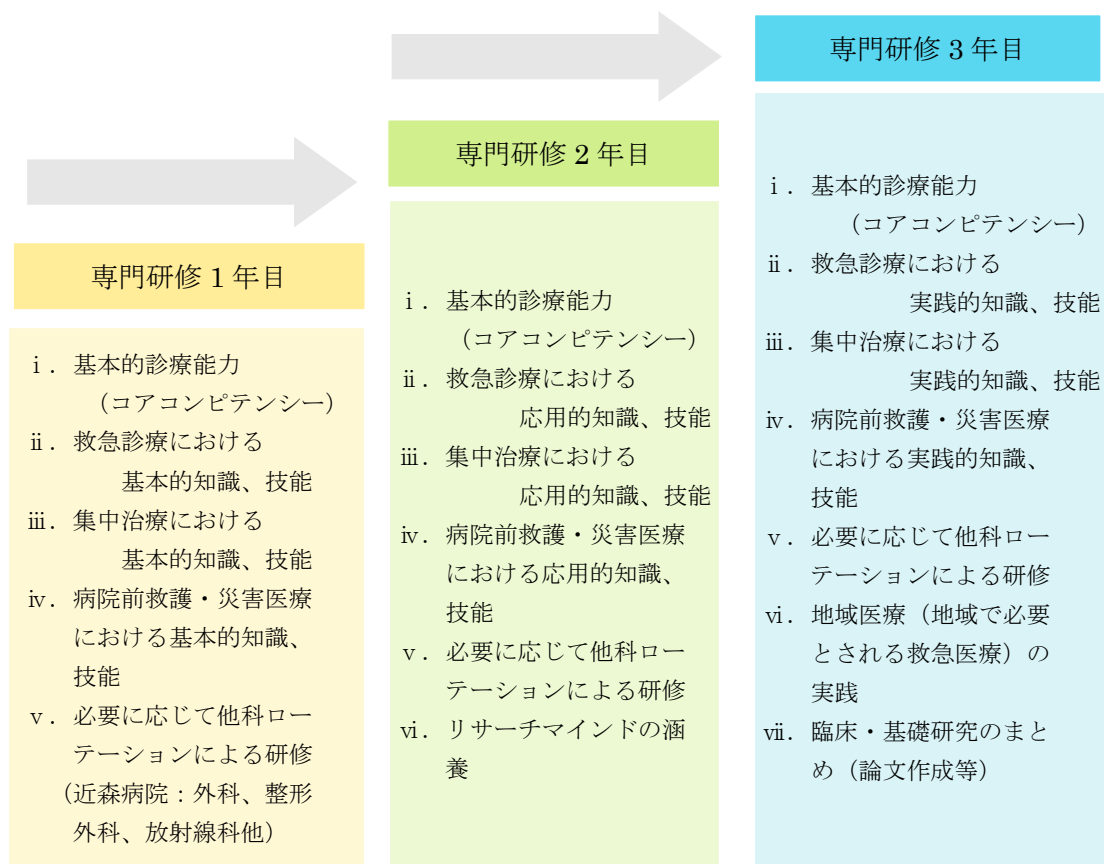 専門研修 1 年目
ⅰ．基本的診療能力
（コアコンピテンシー）
ⅱ．救急診療における
基本的知識、技能
ⅲ．集中治療における
基本的知識、技能
ⅳ．病院前救護・災害医療
における基本的知識、
技能
ⅴ．必要に応じて他科ロー
テーションによる研修
（近森病院：外科、整形
外科、放射線科他）
専門研修 2 年目
ⅰ．基本的診療能力
（コアコンピテンシー）
ⅱ．救急診療における
応用的知識、技能
ⅲ．集中治療における
応用的知識、技能
ⅳ．病院前救護・災害医療
における応用的知識、
技能
ⅴ．必要に応じて他科ロー
テーションによる研修
ⅵ．リサーチマインドの涵
養
専門研修 3 年目
ⅰ．基本的診療能力
（コアコンピテンシー）
ⅱ．救急診療における
実践的知識、技能
ⅲ．集中治療における
実践的知識、技能
ⅳ．病院前救護・災害医療
における実践的知識、
技能
ⅴ．必要に応じて他科ロー
テーションによる研修
ⅵ．地域医療（地域で必要
とされる救急医療）の
実践
ⅶ．臨床・基礎研究のまと
め（論文作成等）